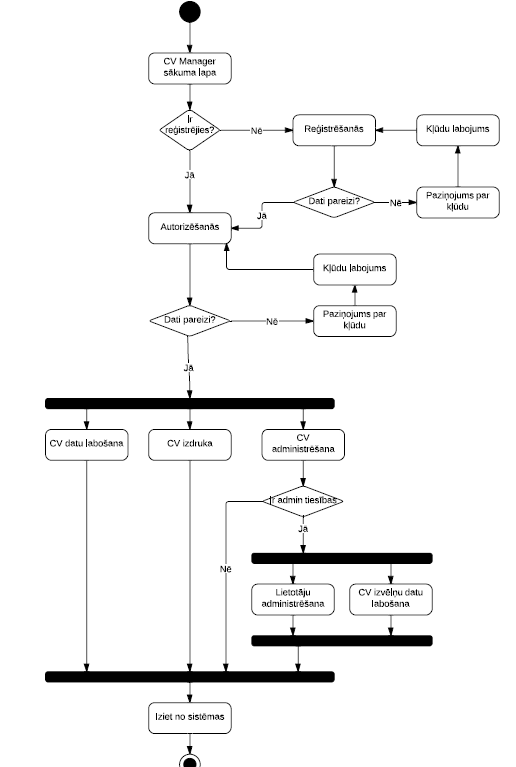 CV Manager
sākuma lapa
Ir
reģistrējies?
Nē
Reģistrēšanās
Kļūdu labojums
Jā
Dati pareizi?
Nē
Paziņojums par
kļūdu
Jā
Autorizēšanās
Kļūdu labojums
Dati pareizi?
Nē
Paziņojums par
kļūdu
Jā
CV datu labošana
CV izdruka
CV
administrēšana
Ir admin tiesības
Jā
Nē
Lietotāju
administrēšana
CV izvēlņu datu
labošana
Iziet no sistēmas